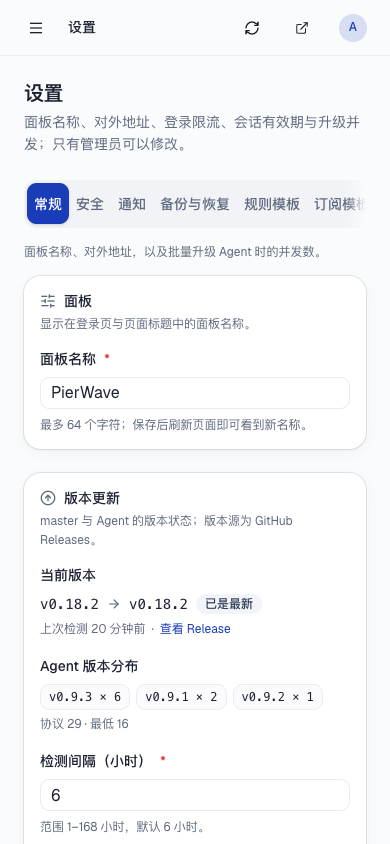 设置
A
设置
面板名称、对外地址、登录限流、会话有效期与升级并
发；只有管理员可以修改。
常规 安全 通知 备份与恢复 规则模板 订阅模
面板名称、对外地址，以及批量升级 Agent 时的并发数。
面板
显示在登录页与页面标题中的面板名称。
面板名称 *
PierWave
最多 64 个字符；保存后刷新页面即可看到新名称。
版本更新
master 与 Agent 的版本状态；版本源为 GitHub
Releases。
当前版本
v0.18.2 → v0.18.2 已是最新
上次检测 20 分钟前 · 查看 Release
Agent 版本分布
v0.9.3 × 6 v0.9.1 × 2 v0.9.2 × 1
协议 29 · 最低 16
检测间隔（小时） *
6
范围 1–168 小时，默认 6 小时。